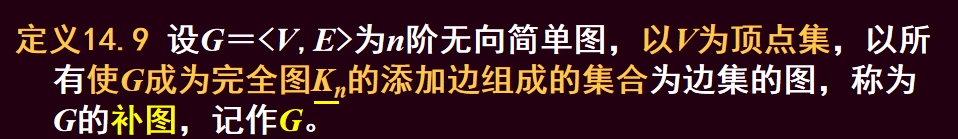 定义14.9 设G＝<V,E>为n阶无向简单图，以V为顶点集，以所
有使G成为完全图Kₙ的添加边组成的集合为边集的图，称为
G的补图，记作G̅。